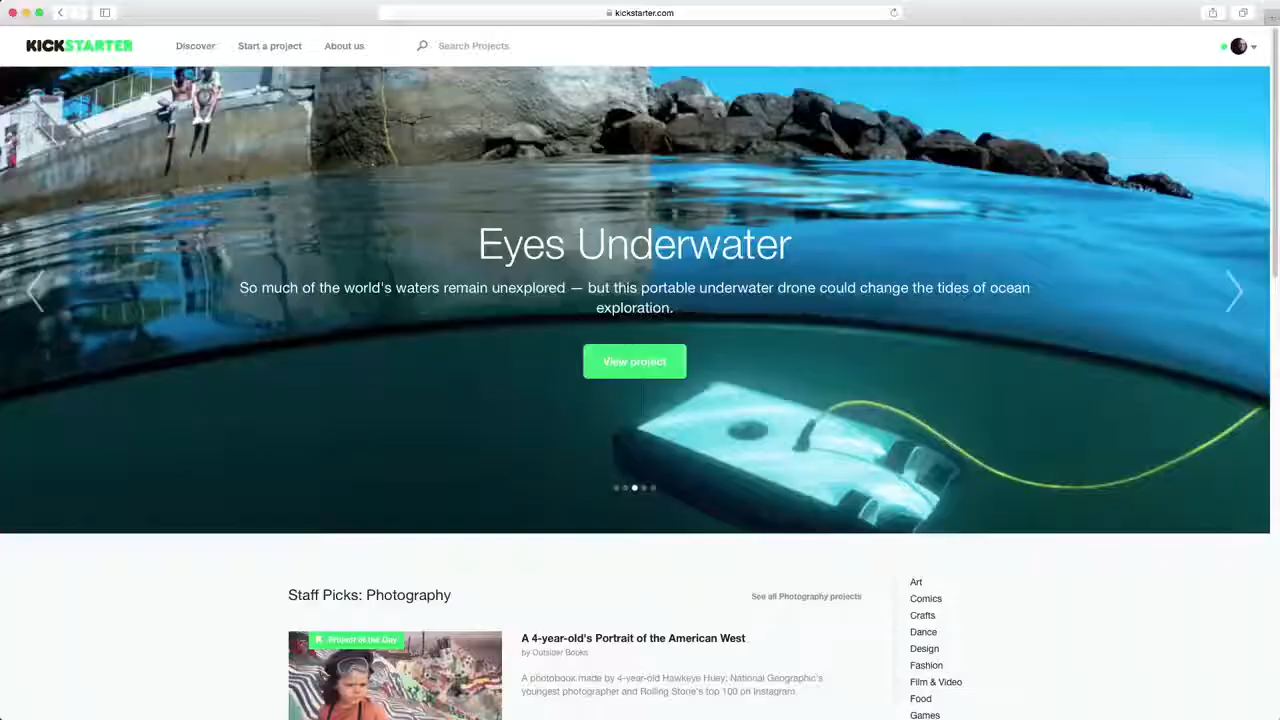 kickstarter.com
KICKSTARTER
Discover
Start a project
About us
Search Projects
Eyes Underwater
So much of the world's waters remain unexplored — but this portable underwater drone could change the tides of ocean
exploration.
View project
Staff Picks: Photography
See all Photography projects
Project of the Day
A 4-year-old's Portrait of the American West
by Outsider Books
A photobook made by 4-year-old Hawkeye Huey; National Geographic's
youngest photographer and Rolling Stone's top 100 on Instagram.
Art
Comics
Crafts
Dance
Design
Fashion
Film & Video
Food
Games